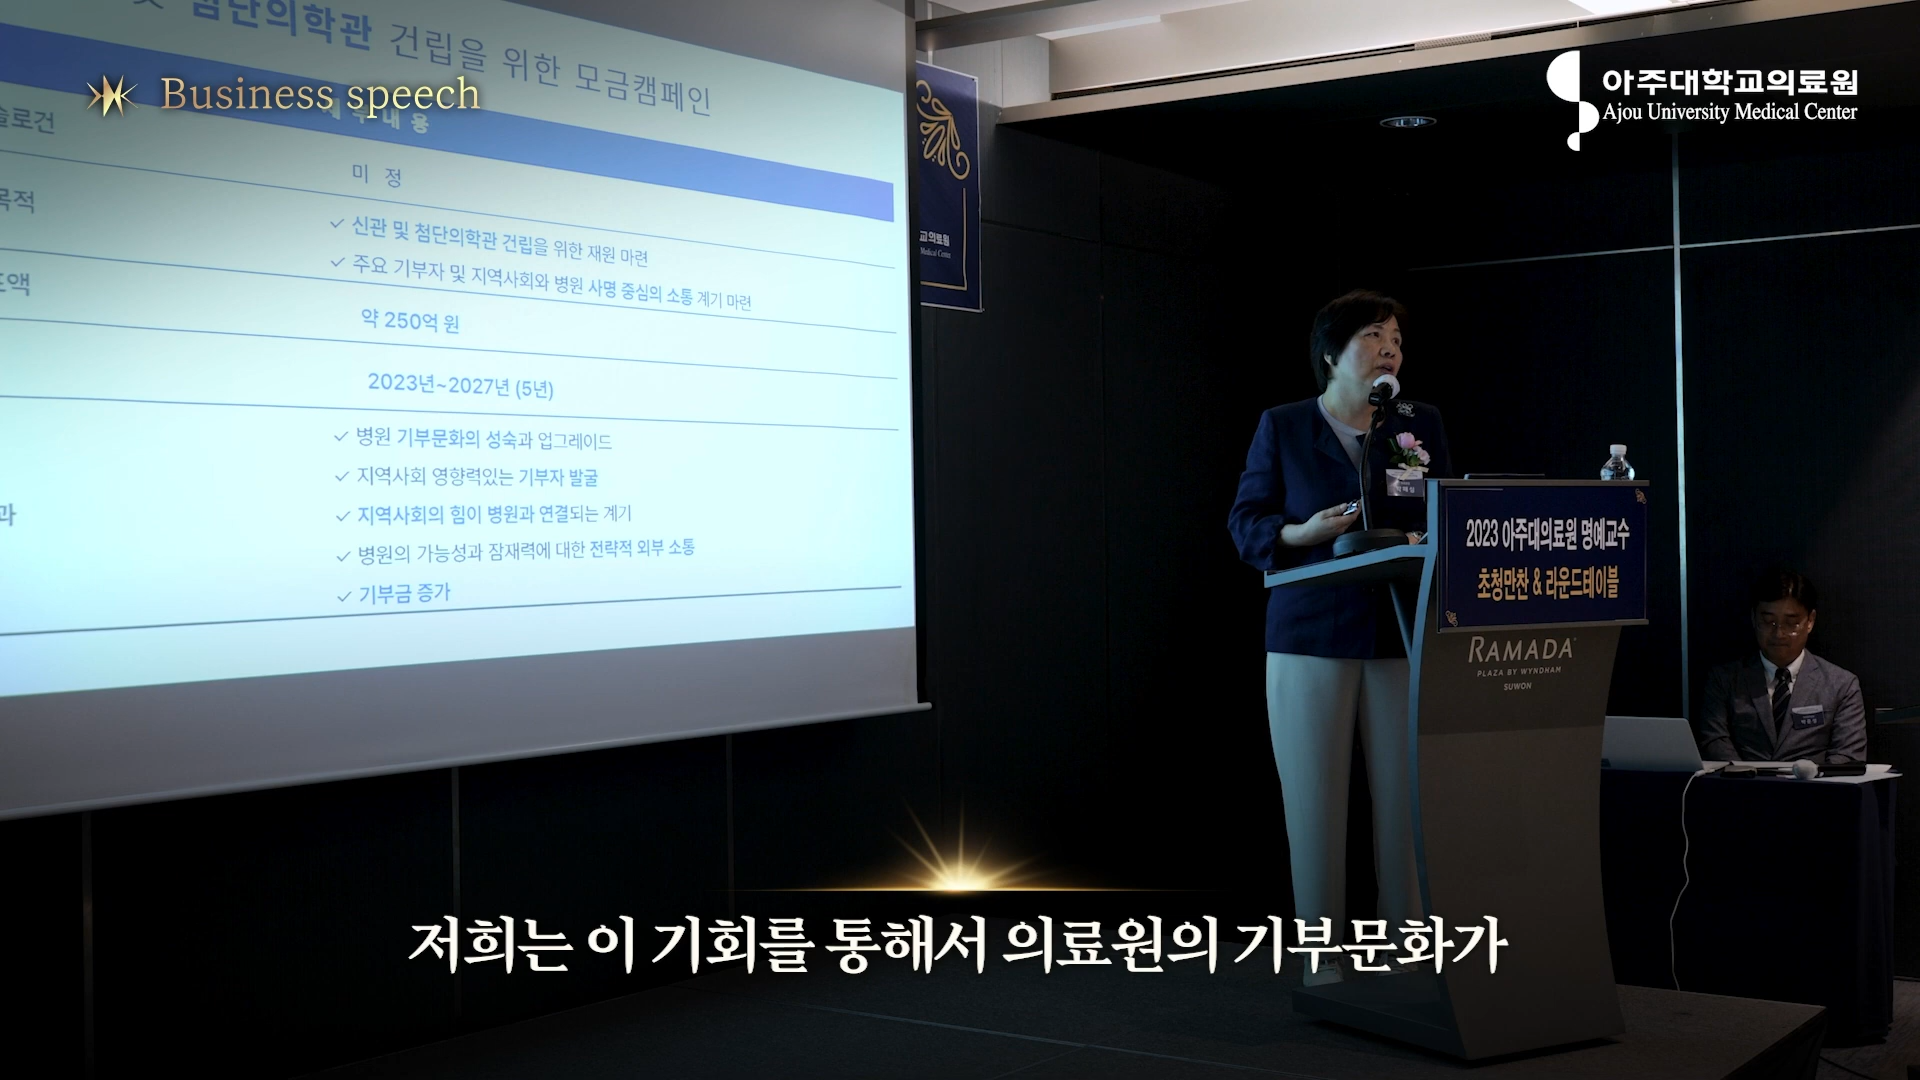 첨단의학관 건립을 위한 모금캠페인
Business speech
슬로건
세부내용
미 정
목적
✓ 신관 및 첨단의학관 건립을 위한 재원 마련
✓ 주요 기부자 및 지역사회와 병원 사명 중심의 소통 계기 마련
표액
약 250억 원
2023년~2027년 (5년)
과
✓ 병원 기부문화의 성숙과 업그레이드
✓ 지역사회 영향력있는 기부자 발굴
✓ 지역사회의 힘이 병원과 연결되는 계기
✓ 병원의 가능성과 잠재력에 대한 전략적 외부 소통
✓ 기부금 증가
아주대학교의료원
Ajou University Medical Center
교의료원
Medical Center
2023 아주대의료원 명예교수
초청만찬 & 라운드테이블
RAMADA
PLAZA BY WYNDHAM
SUWON
저희는 이 기회를 통해서 의료원의 기부문화가